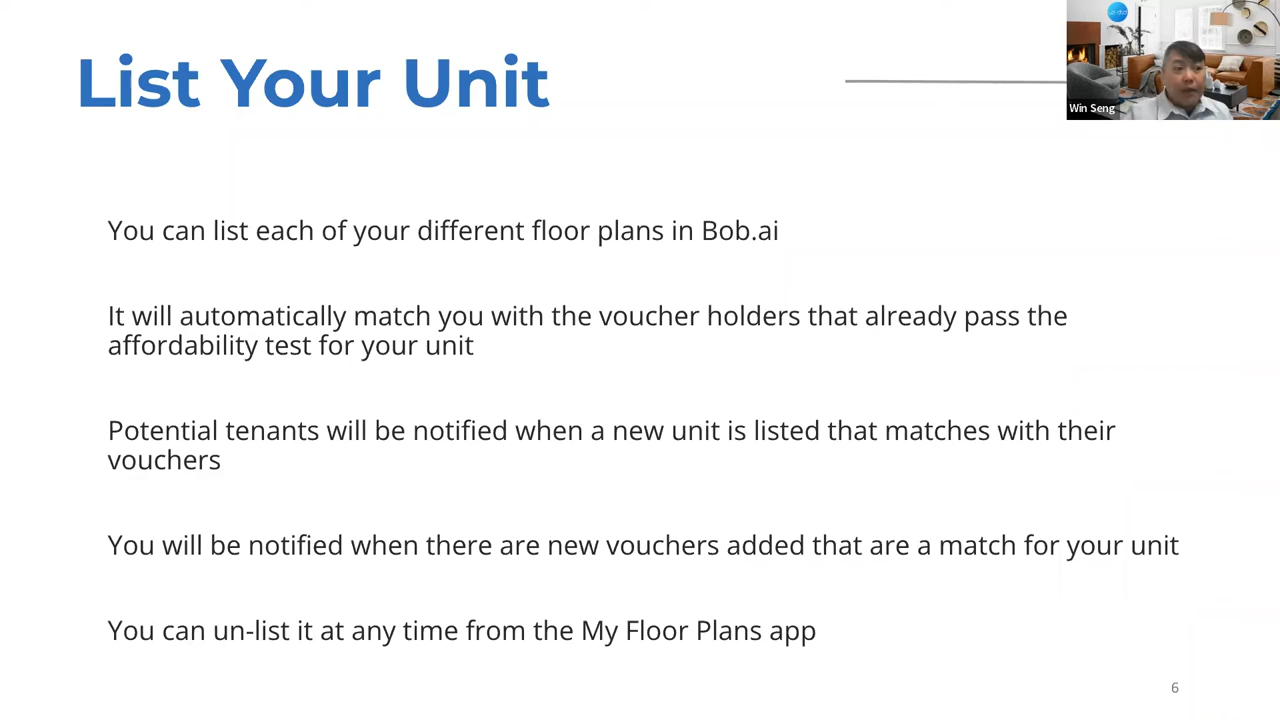 List Your Unit
Win Seng
You can list each of your different floor plans in Bob.ai
It will automatically match you with the voucher holders that already pass the
affordability test for your unit
Potential tenants will be notified when a new unit is listed that matches with their
vouchers
You will be notified when there are new vouchers added that are a match for your unit
You can un-list it at any time from the My Floor Plans app
6